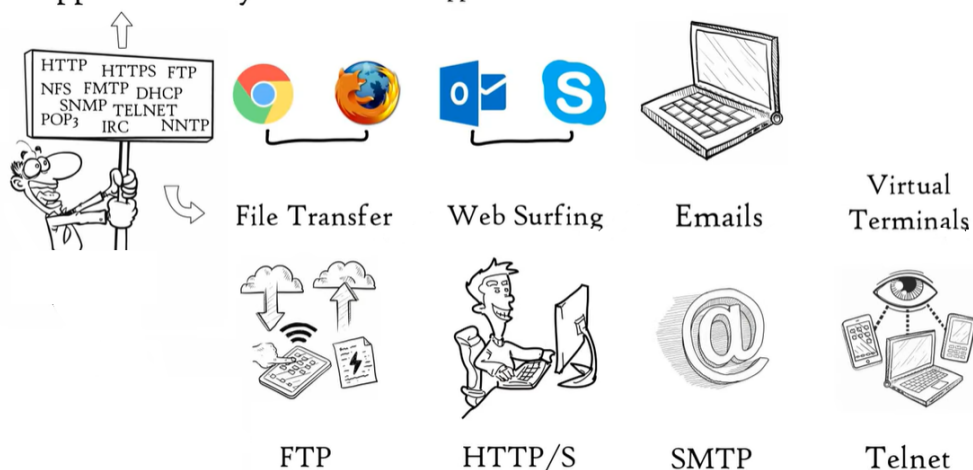 HTTP HTTPS FTP
NFS FMTP DHCP
SNMP TELNET
POP3 IRC NNTP
File Transfer
Web Surfing
Emails
Virtual
Terminals
FTP
HTTP/S
SMTP
Telnet